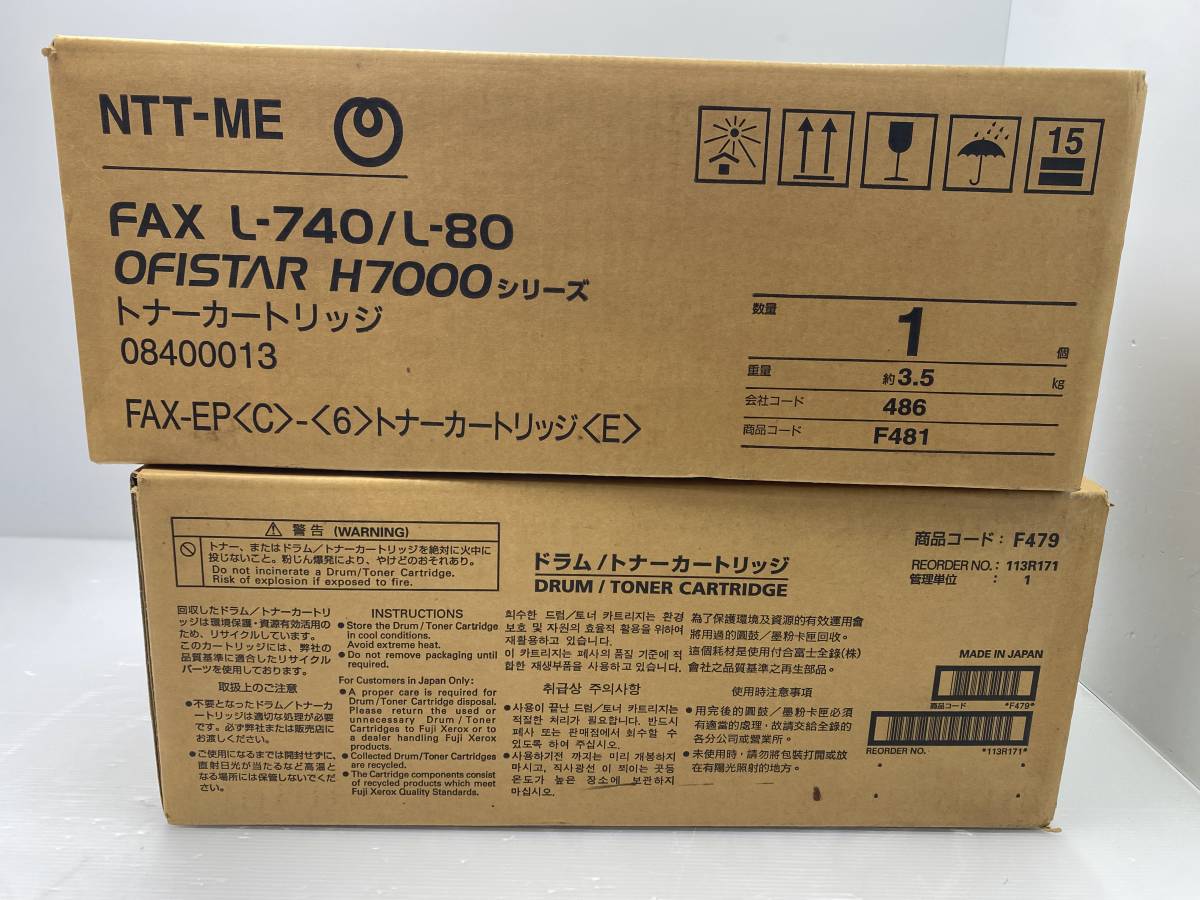 NTT-ME
15
FAX L-740/L-80
OFISTAR H7000シリーズ
トナーカートリッジ
08400013
FAX-EP<C>-<6>トナーカートリッジ<E>
数量 1 個
重量 約3.5 kg
会社コード 486
商品コード F481
警告 (WARNING)
トナー、またはドラム/トナーカートリッジを絶対に火中に
投じないこと。粉じん爆発により、やけどのおそれあり。
Do not incinerate a Drum/Toner Cartridge.
Risk of explosion if exposed to fire.
ドラム/トナーカートリッジ
DRUM / TONER CARTRIDGE
商品コード: F479
REORDER NO.: 113R171
管理単位 : 1
回収したドラム/トナーカートリ
ッジは環境保護・資源有効活用の
ため、リサイクルしています。
このカートリッジには、弊社の
品質基準に適合したリサイクル
パーツを使用しております。
取扱上のご注意
●不要となったドラム/トナーカ
ートリッジは適切な処理が必要
です。必ず弊社または販売店に
お渡しください。
●ご使用になるまでは開封せずに、
直射日光が当たるなど高温と
なる場所には保管しないでくだ
さい。
INSTRUCTIONS
●Store the Drum/Toner Cartridge
in cool conditions.
Avoid extreme heat.
●Do not remove packaging until
required.
For Customers in Japan Only:
●A proper care is required for
Drum/Toner Cartridge disposal.
Please return the used or
unnecessary Drum/Toner
Cartridges to Fuji Xerox or to
a dealer handling Fuji Xerox
products.
●Collected Drum/Toner Cartridges
are recycled.
●The Cartridge components consist
of recycled products which meet
Fuji Xerox Quality Standards.
회수한 드럼/토너 카트리지는 환경
보호 및 자원의 효율적 활용을 위하여
재활용하고 있습니다.
이 카트리지는 폐사의 품질 기준에 적
합한 재생부품을 사용하고 있습니다.
취급상 주의사항
●사용이 끝난 드럼/토너 카트리지는
적절한 처리가 필요합니다. 반드시
폐사 또는 판매점에서 회수할 수
있도록 하여 주십시오.
●사용하기전 까지는 미리 개봉하지
마시고, 직사광선이 쬐이는 곳등
온도가 높은 장소에 보관하지
마십시오.
為了保護環境及資源的有效運用會
將用過的圓鼓/墨粉卡匣回收。
這個耗材是使用付合富士全錄(株)
會社之品質基準之再生部品。
使用時注意事項
●用完後的圓鼓/墨粉卡匣必須
有適當的處理,故請交給全錄的
各分公司或營業所。
●未使用時,請勿將包裝打開或放
在有陽光照射的地方。
MADE IN JAPAN
商品コード *F479*
REORDER NO. *113R171*